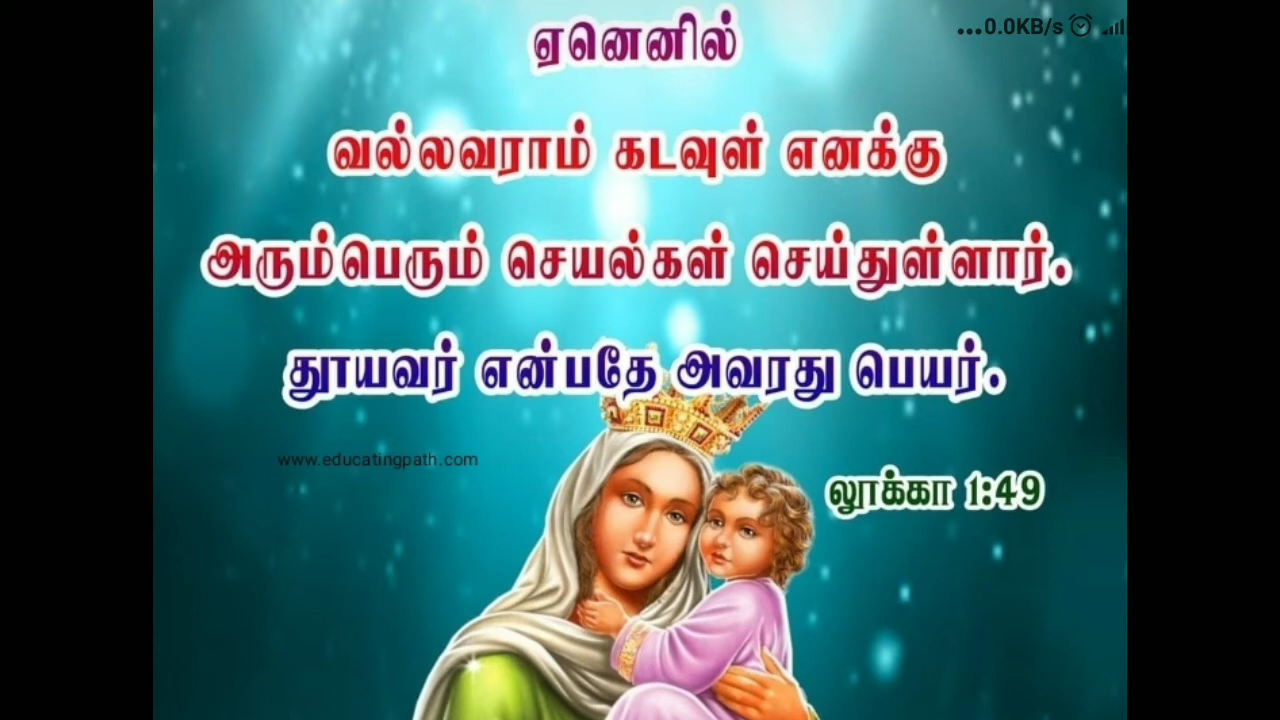 ...0.0KB/s
ஏனெனில்
வல்லவராம் கடவுள் எனக்கு
அரும்பெரும் செயல்கள் செய்துள்ளார்.
தூயவர் என்பதே அவரது பெயர்.
www.educatingpath.com
லூக்கா 1:49